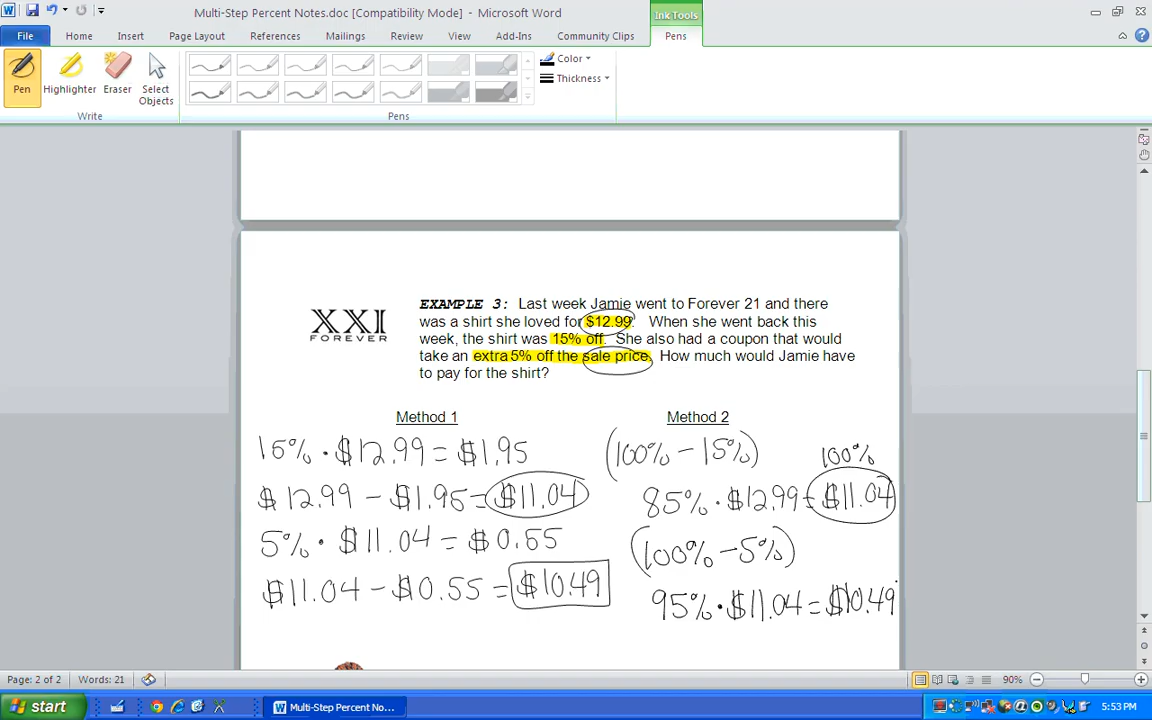 Multi-Step Percent Notes.doc [Compatibility Mode] - Microsoft Word
Ink Tools
File Home Insert Page Layout References Mailings Review View Add-Ins Community Clips Pens
Pen Highlighter Eraser Select Objects
Color
Thickness
Write Pens
EXAMPLE 3: Last week Jamie went to Forever 21 and there
was a shirt she loved for $12.99. When she went back this
week, the shirt was 15% off. She also had a coupon that would
take an extra 5% off the sale price. How much would Jamie have
to pay for the shirt?
XXI
FOREVER
Method 1
15% · $12.99 = $1.95
$12.99 - $1.95 = $11.04
5% · $11.04 = $0.55
$11.04 - $0.55 = $10.49
Method 2
(100% - 15%)
100%
85% · $12.99 = $11.04
(100% - 5%)
95% · $11.04 = $10.49
Page: 2 of 2 Words: 21 90%
start Multi-Step Percent No... 5:53 PM